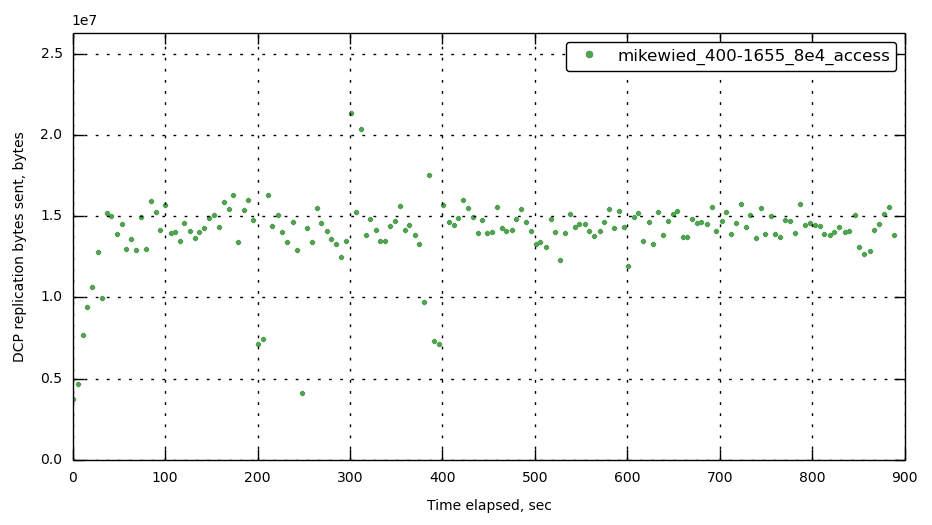 1e7
mikewied_400-1655_8e4_access
2.5
2.0
1.5
1.0
0.5
0.0
DCP replication bytes sent, bytes
0 100 200 300 400 500 600 700 800 900
Time elapsed, sec